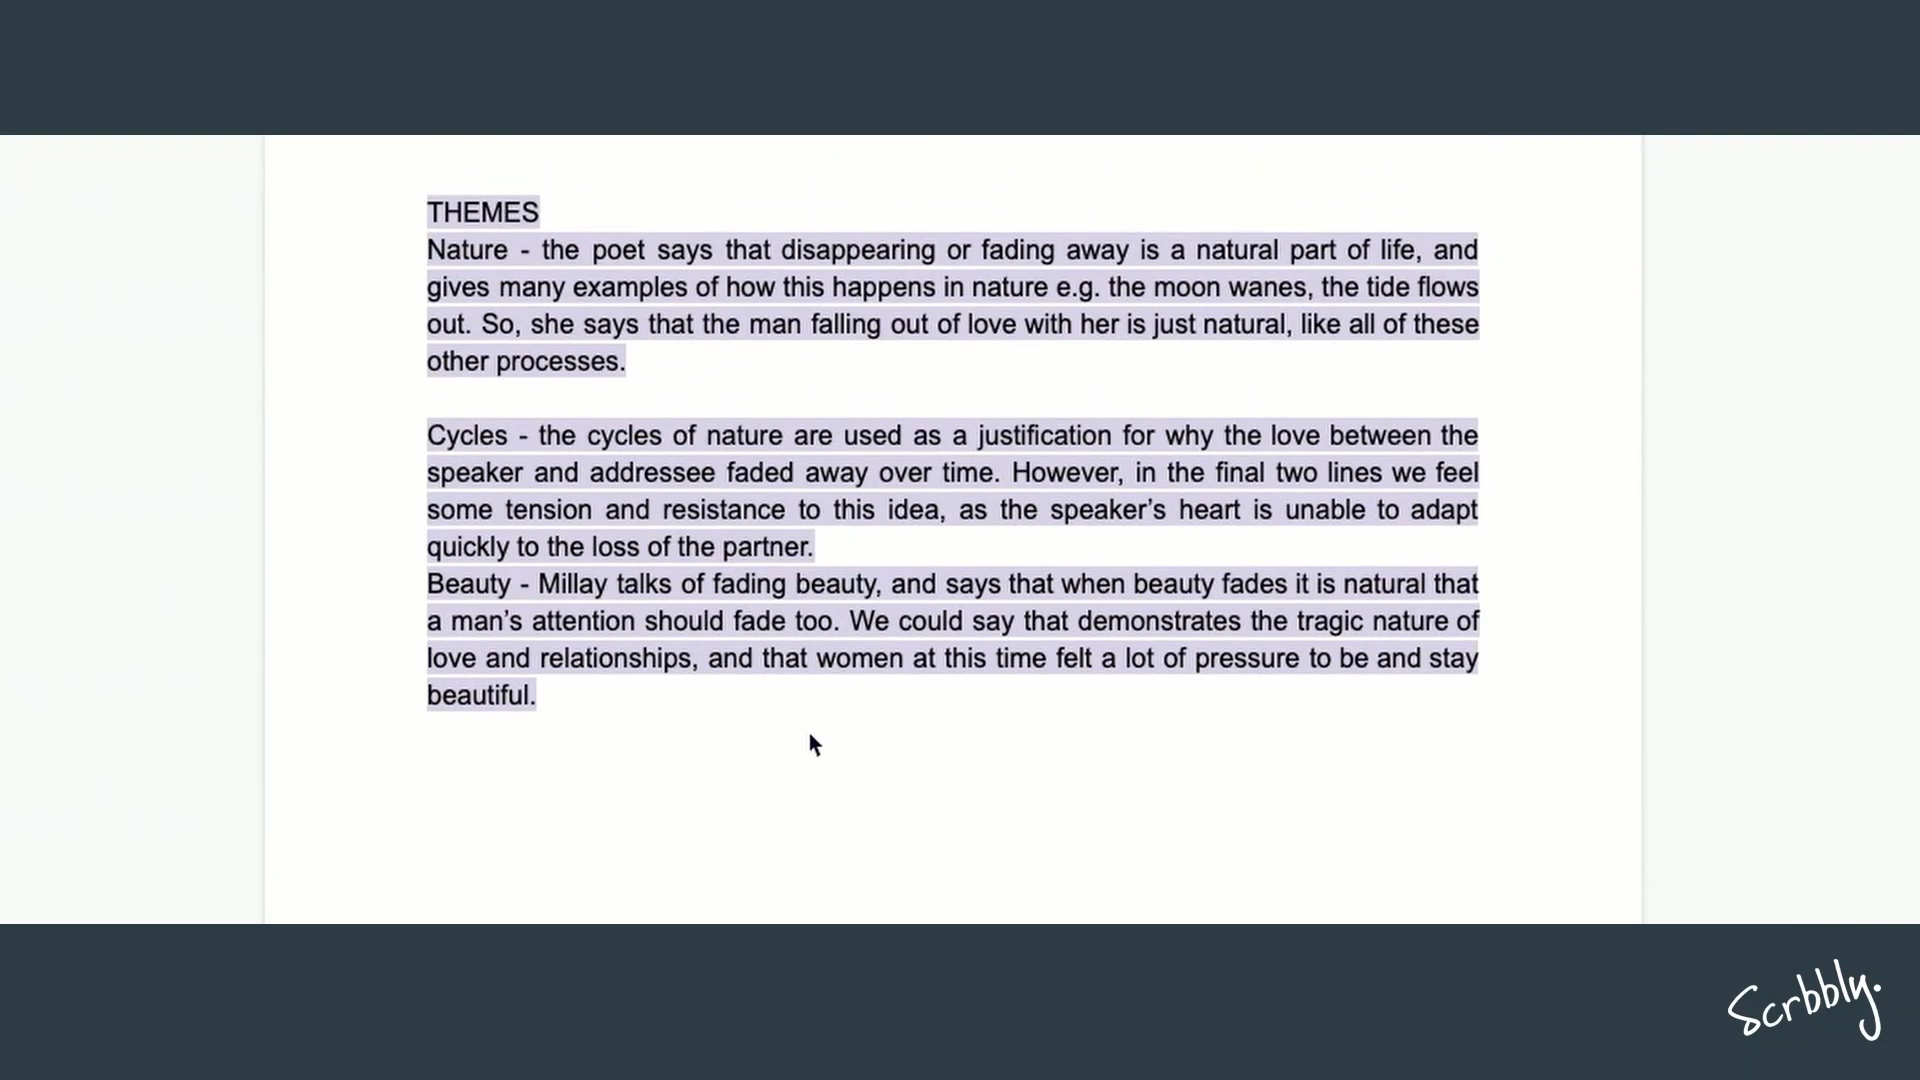 THEMES
Nature - the poet says that disappearing or fading away is a natural part of life, and
gives many examples of how this happens in nature e.g. the moon wanes, the tide flows
out. So, she says that the man falling out of love with her is just natural, like all of these
other processes.
Cycles - the cycles of nature are used as a justification for why the love between the
speaker and addressee faded away over time. However, in the final two lines we feel
some tension and resistance to this idea, as the speaker’s heart is unable to adapt
quickly to the loss of the partner.
Beauty - Millay talks of fading beauty, and says that when beauty fades it is natural that
a man’s attention should fade too. We could say that demonstrates the tragic nature of
love and relationships, and that women at this time felt a lot of pressure to be and stay
beautiful.
Scrbbly.